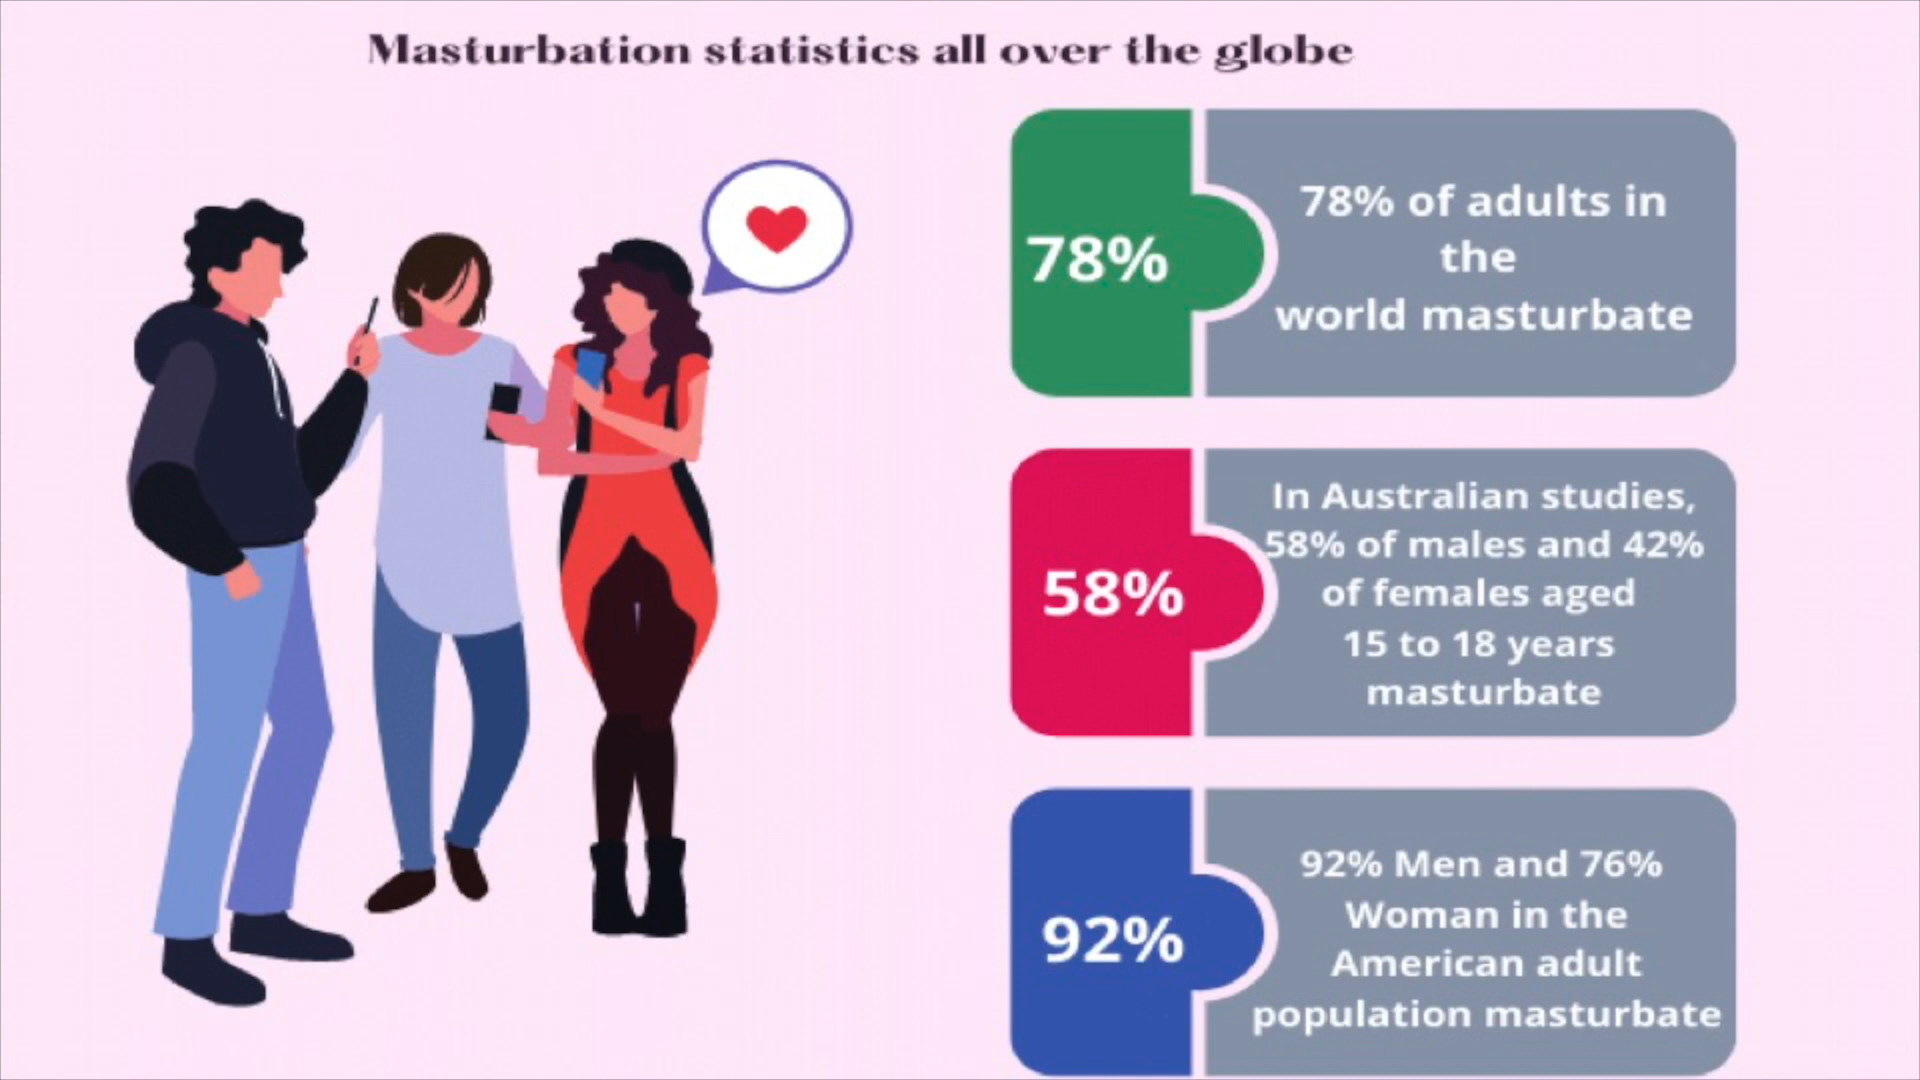 Masturbation statistics all over the globe
78%
78% of adults in
the
world masturbate
58%
In Australian studies,
58% of males and 42%
of females aged
15 to 18 years
masturbate
92%
92% Men and 76%
Woman in the
American adult
population masturbate